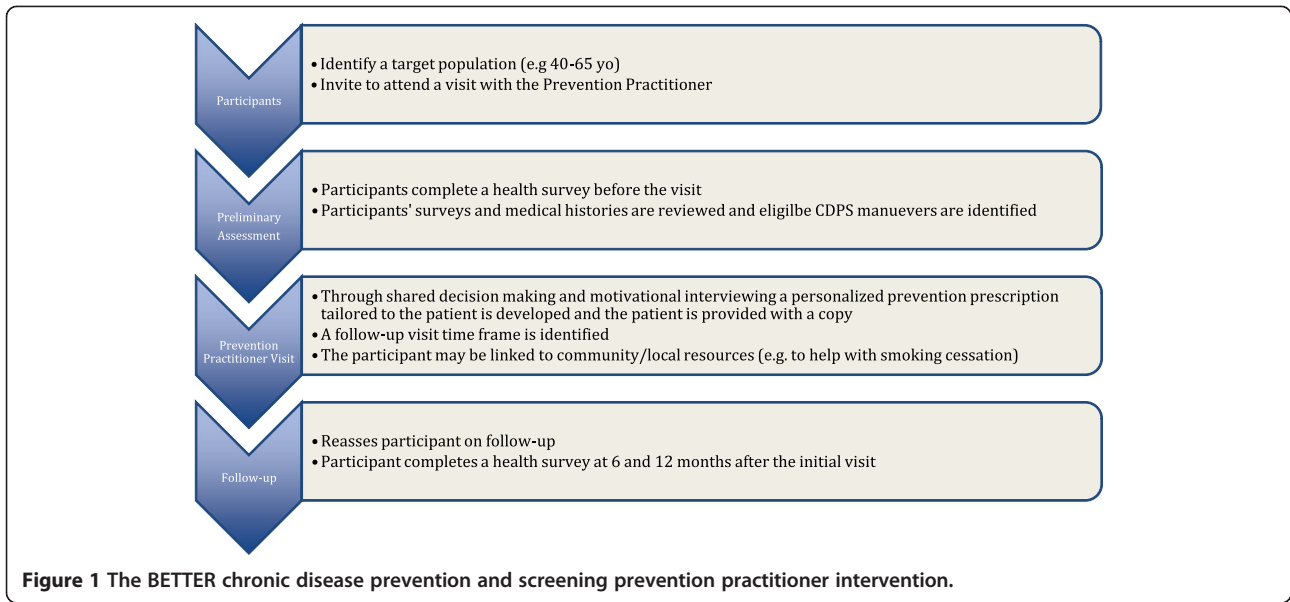 Participants
• Identify a target population (e.g 40-65 yo)
• Invite to attend a visit with the Prevention Practitioner
Preliminary
Assessment
• Participants complete a health survey before the visit
• Participants' surveys and medical histories are reviewed and eligilbe CDPS manuevers are identified
Prevention
Practitioner Visit
• Through shared decision making and motivational interviewing a personalized prevention prescription
tailored to the patient is developed and the patient is provided with a copy
• A follow-up visit time frame is identified
• The participant may be linked to community/local resources (e.g. to help with smoking cessation)
Follow-up
• Reasses participant on follow-up
• Participant completes a health survey at 6 and 12 months after the initial visit
Figure 1 The BETTER chronic disease prevention and screening prevention practitioner intervention.